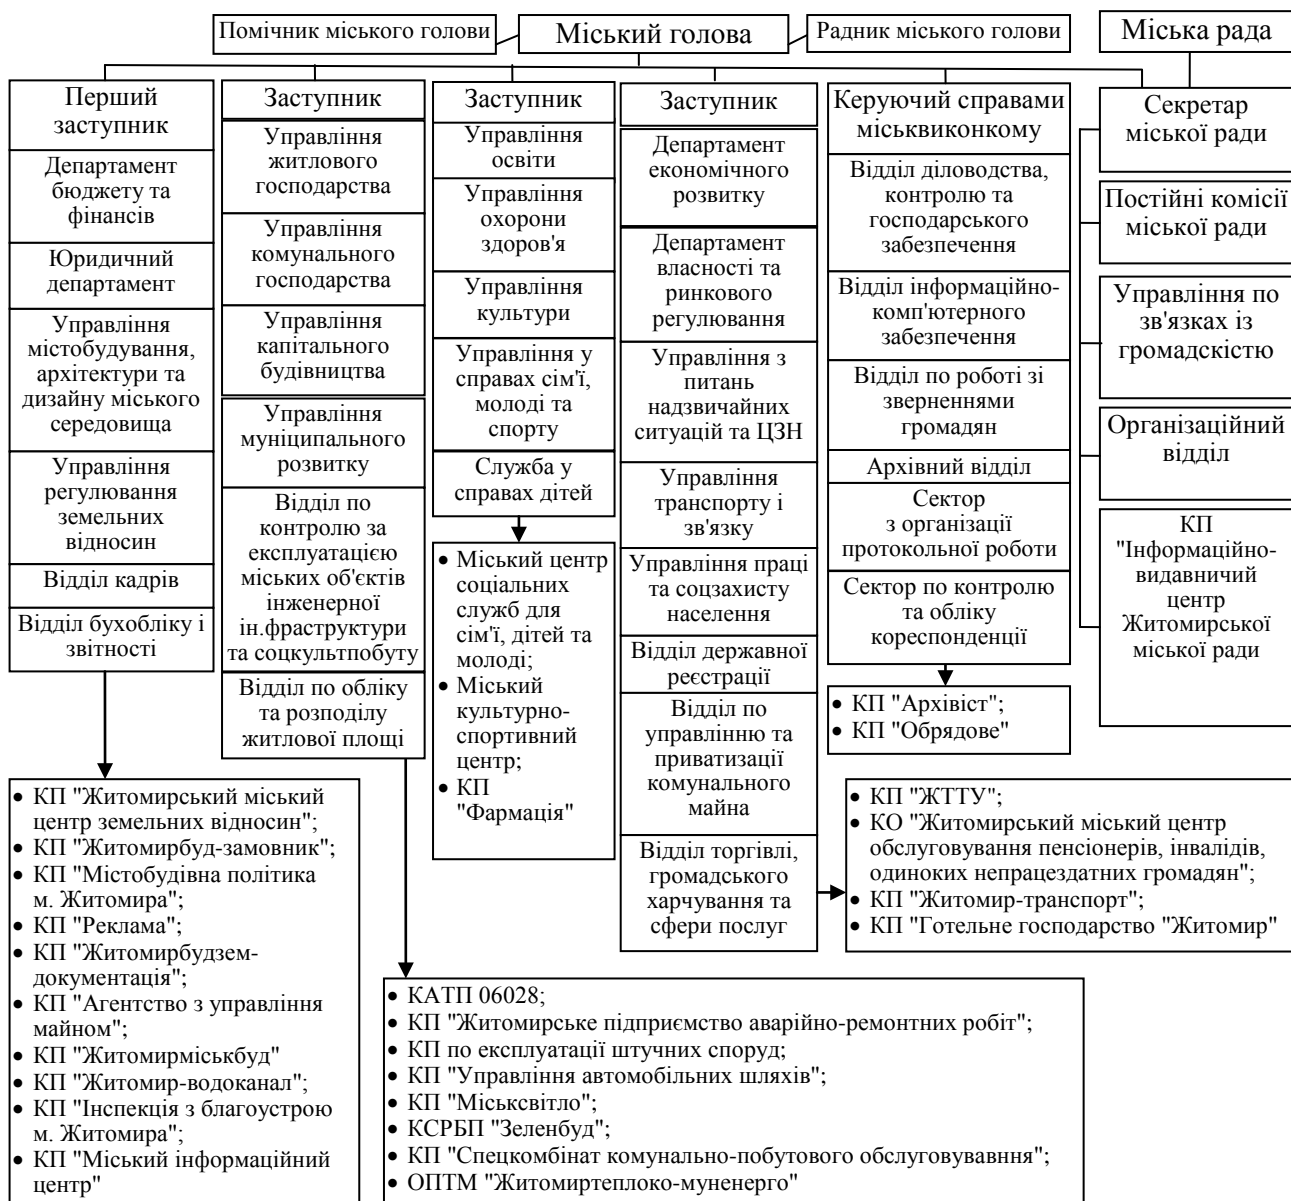 Помічник міського голови
Міський голова
Радник міського голови
Міська рада
Перший
заступник
Департамент
бюджету та
фінансів
Юридичний
департамент
Управління
містобудування,
архітектури та
дизайну міського
середовища
Управління
регулювання
земельних
відносин
Відділ кадрів
Відділ бухобліку і
звітності
Заступник
Управління
житлового
господарства
Управління
комунального
господарства
Управління
капітального
будівництва
Управління
муніципального
розвитку
Відділ по
контролю за
експлуатацією
міських об'єктів
інженерної
ін.фраструктури
та соцкультпобуту
Відділ по обліку
та розподілу
житлової площі
Заступник
Управління
освіти
Управління
охорони
здоров'я
Управління
культури
Управління у
справах сім'ї,
молоді та
спорту
Служба у
справах дітей
• Міський центр
соціальних
служб для
сім'ї, дітей та
молоді;
• Міський
культурно-
спортивний
центр;
• КП
"Фармація"
Заступник
Департамент
економічного
розвитку
Департамент
власності та
ринкового
регулювання
Управління з
питань
надзвичайних
ситуацій та ЦЗН
Управління
транспорту і
зв'язку
Управління праці
та соцзахисту
населення
Відділ державної
реєстрації
Відділ по
управлінню та
приватизації
комунального
майна
Відділ торгівлі,
громадського
харчування та
сфери послуг
Керуючий справами
міськвиконкому
Відділ діловодства,
контролю та
господарського
забезпечення
Відділ інформаційно-
комп'ютерного
забезпечення
Відділ по роботі зі
зверненнями
громадян
Архівний відділ
Сектор
з організації
протокольної роботи
Сектор по контролю
та обліку
кореспонденції
• КП "Архівіст";
• КП "Обрядове"
Секретар
міської ради
Постійні комісії
міської ради
Управління по
зв'язках із
громадскістю
Організаційний
відділ
КП
"Інформаційно-
видавничий
центр
Житомирської
міської ради
• КП "Житомирський міський
центр земельних відносин";
• КП "Житомирбуд-замовник";
• КП "Містобудівна політика
м. Житомира";
• КП "Реклама";
• КП "Житомирбудзем-
документація";
• КП "Агентство з управління
майном";
• КП "Житомирміськбуд"
• КП "Житомир-водоканал";
• КП "Інспекція з благоустрою
м. Житомира";
• КП "Міський інформаційний
центр"
• КП "ЖТТУ";
• КО "Житомирський міський центр
обслуговування пенсіонерів, інвалідів,
одиноких непрацездатних громадян";
• КП "Житомир-транспорт";
• КП "Готельне господарство "Житомир"
• КАТП 06028;
• КП "Житомирське підприємство аварійно-ремонтних робіт";
• КП по експлуатації штучних споруд;
• КП "Управління автомобільних шляхів";
• КП "Міськсвітло";
• КСРБП "Зеленбуд";
• КП "Спецкомбінат комунально-побутового обслуговувавння";
• ОПТМ "Житомиртеплоко-муненерго"